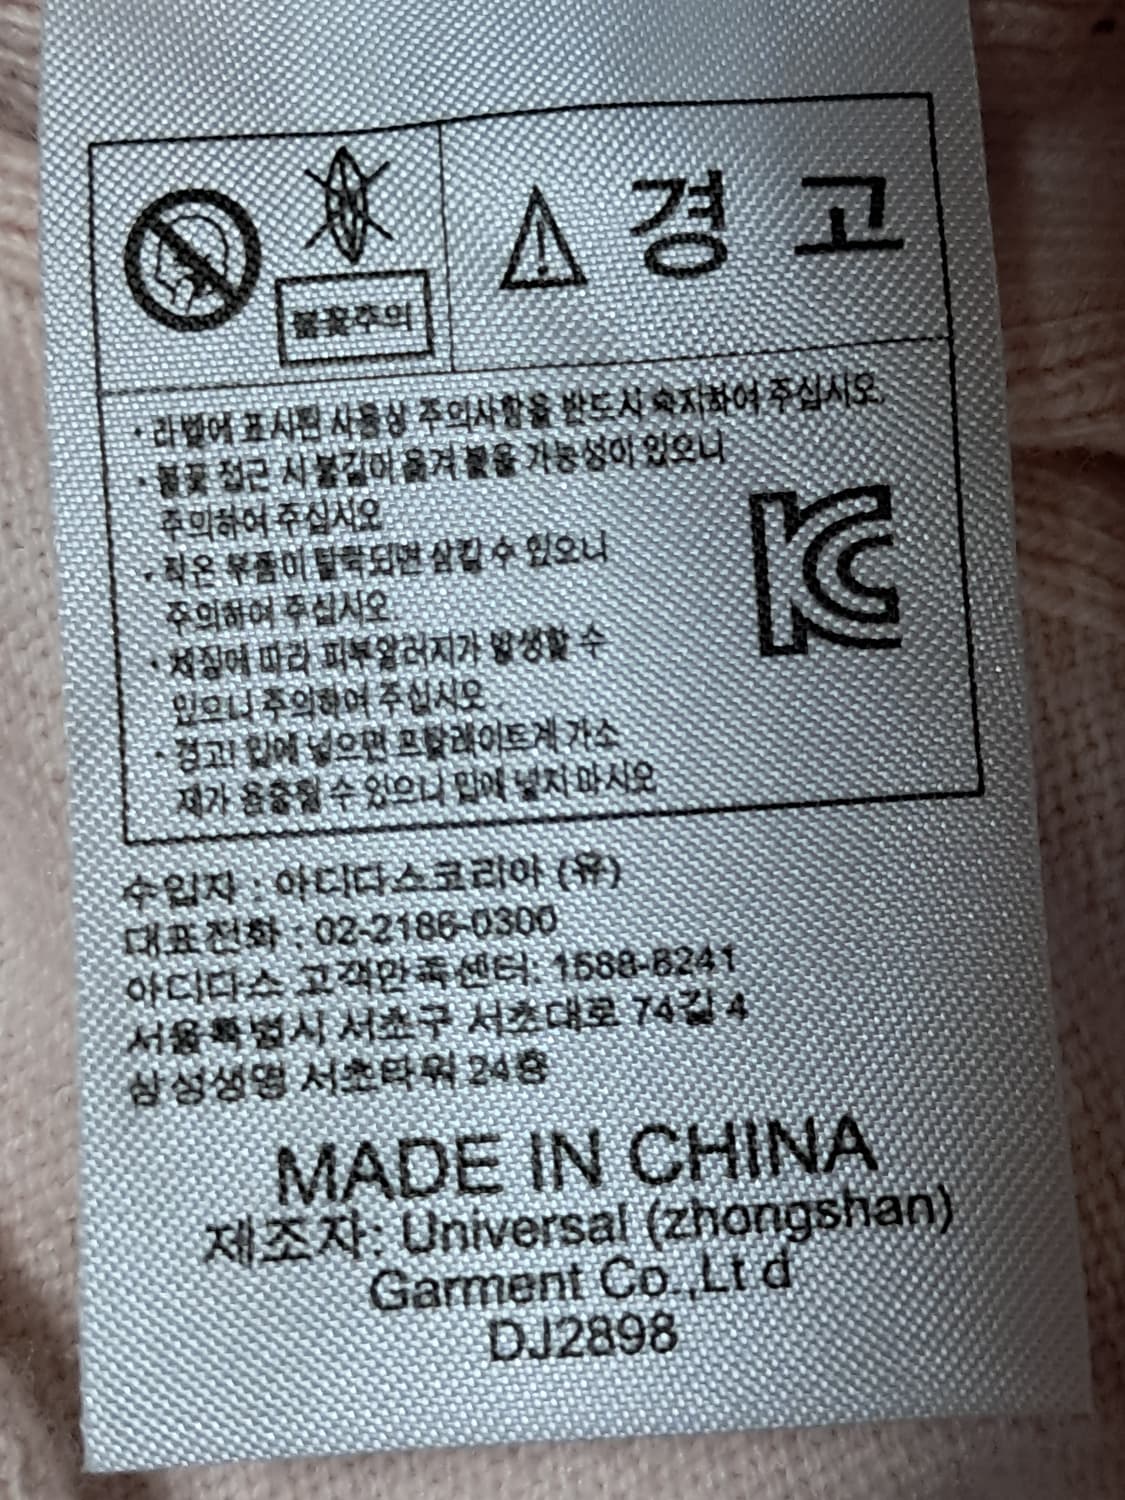 불꽃주의
⚠ 경 고
· 라벨에 표시된 사용상 주의사항을 반드시 숙지하여 주십시오.
· 불꽃 접근 시 불길이 옮겨 붙을 가능성이 있으니
주의하여 주십시오
· 작은 부품이 탈락되면 삼킬 수 있으니
주의하여 주십시오
· 재질에 따라 피부알러지가 발생할 수
있으니 주의하여 주십시오.
· 경고! 입에 넣으면 프탈레이트계 가소
제가 용출될 수 있으니 입에 넣지 마시오
KC
수입자 : 아디다스코리아 (유)
대표전화 : 02-2186-0300
아디다스 고객만족센터: 1588-8241
서울특별시 서초구 서초대로 74길 4
삼성생명 서초타워 24층
MADE IN CHINA
제조자: Universal (zhongshan)
Garment Co.,Lt d
DJ2898